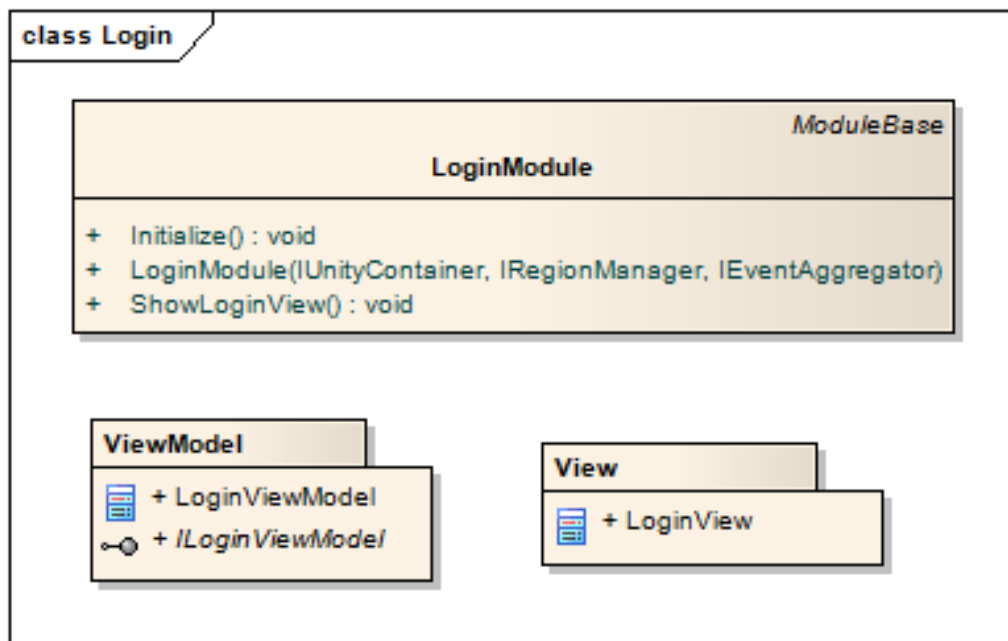 class Login
ModuleBase
LoginModule
+ Initialize() : void
+ LoginModule(IUnityContainer, IRegionManager, IEventAggregator)
+ ShowLoginView() : void
ViewModel
+ LoginViewModel
+ ILoginViewModel
View
+ LoginView